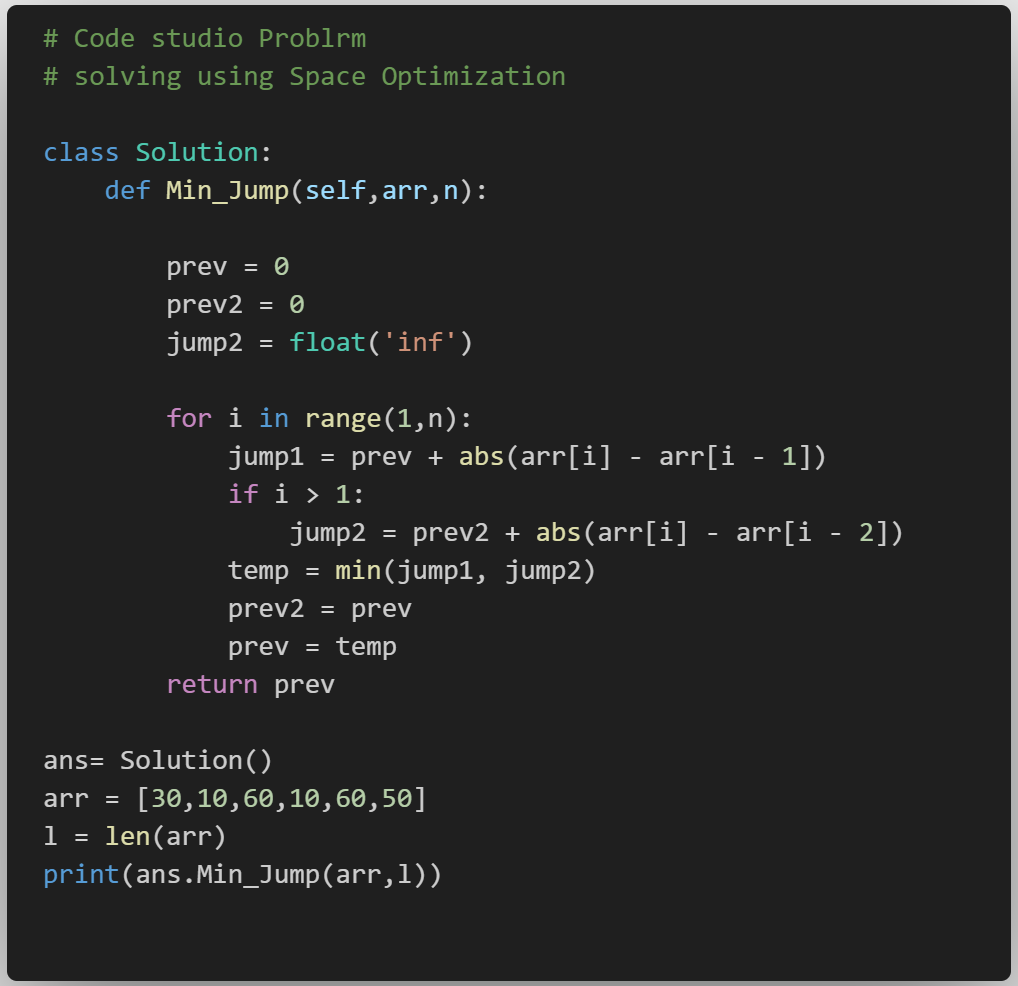 # Code studio Problrm
# solving using Space Optimization
class Solution:
    def Min_Jump(self,arr,n):
        prev = 0
        prev2 = 0
        jump2 = float('inf')
        for i in range(1,n):
            jump1 = prev + abs(arr[i] - arr[i - 1])
            if i > 1:
                jump2 = prev2 + abs(arr[i] - arr[i - 2])
            temp = min(jump1, jump2)
            prev2 = prev
            prev = temp
        return prev
ans= Solution()
arr = [30,10,60,10,60,50]
l = len(arr)
print(ans.Min_Jump(arr,l))